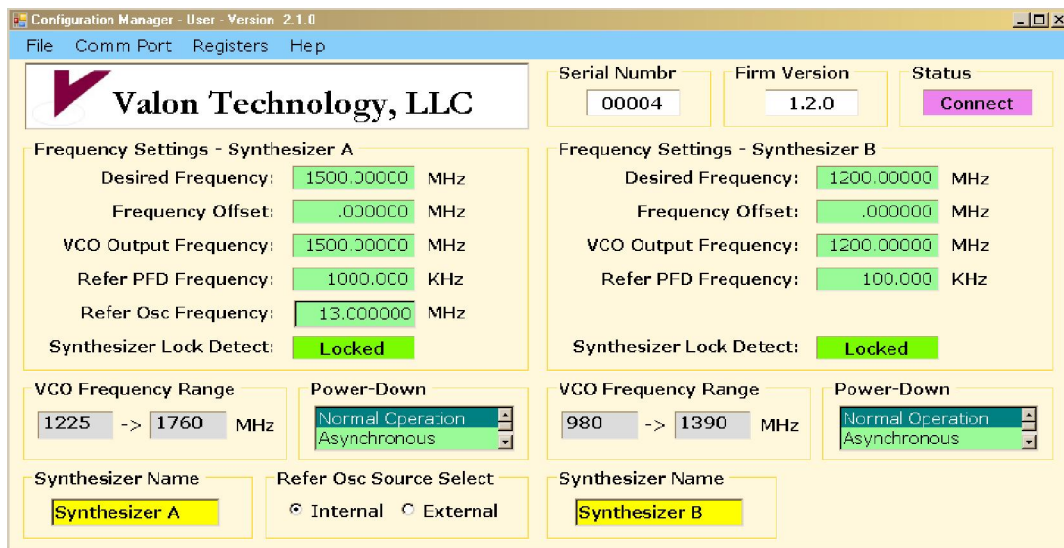 Configuration Manager - User - Version 2.1.0
File Comm Port Registers Hep
Valon Technology, LLC
Serial Numbr
00004
Firm Version
1.2.0
Status
Connect
Frequency Settings - Synthesizer A
Desired Frequency: 1500.00000 MHz
Frequency Offset: .000000 MHz
VCO Output Frequency: 1500.00000 MHz
Refer PFD Frequency: 1000.000 KHz
Refer Osc Frequency: 13.000000 MHz
Synthesizer Lock Detect: Locked
Frequency Settings - Synthesizer B
Desired Frequency: 1200.00000 MHz
Frequency Offset: .000000 MHz
VCO Output Frequency: 1200.00000 MHz
Refer PFD Frequency: 100.000 KHz
Synthesizer Lock Detect: Locked
VCO Frequency Range
1225 -> 1760 MHz
Power-Down
Normal Operation
Asynchronous
VCO Frequency Range
980 -> 1390 MHz
Power-Down
Normal Operation
Asynchronous
Synthesizer Name
Synthesizer A
Refer Osc Source Select
Internal External
Synthesizer Name
Synthesizer B